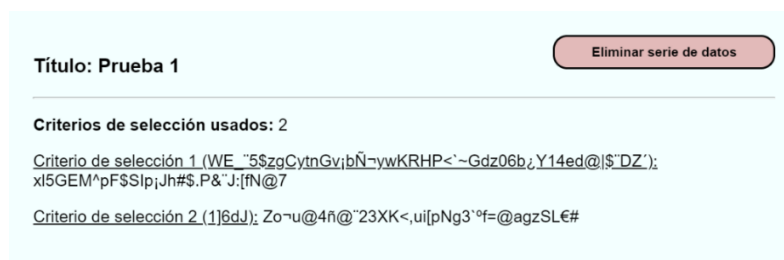 Eliminar serie de datos
Título: Prueba 1
Criterios de selección usados: 2
Criterio de selección 1 (WE_¨5$zgCytnGv¡bÑ¬ywKRHP<`~Gdz06b¿Y14ed@|$¨DZ´):
xI5GEM^pF$SIp¡Jh#$.P&¨J:[fN@7
Criterio de selección 2 (1]6dJ): Zo¬u@4ñ@¨23XK<,ui[pNg3`ºf=@agzSL€#